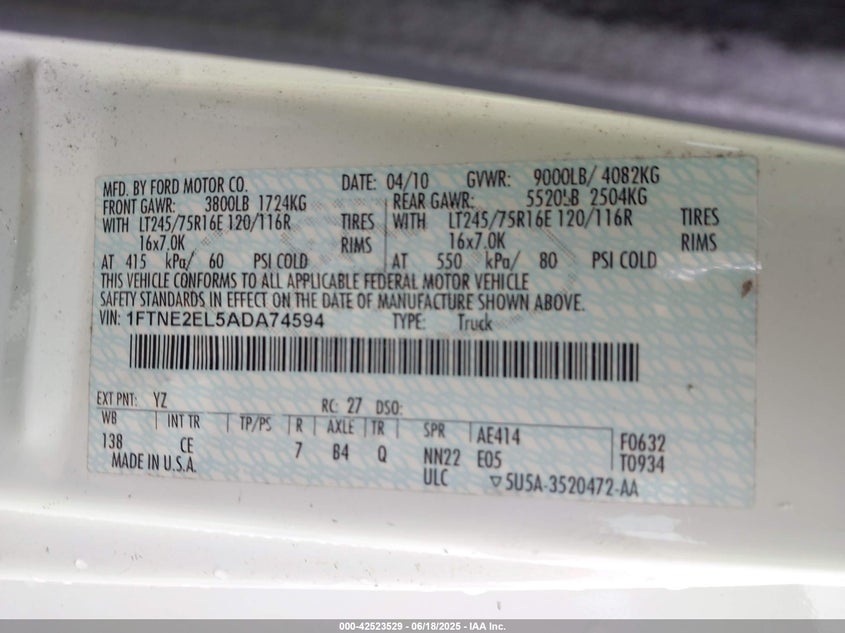 MFD. BY FORD MOTOR CO. DATE: 04/10 GVWR: 9000LB/ 4082KG
FRONT GAWR: 3800LB 1724KG REAR GAWR: 5520LB 2504KG
WITH LT245/75R16E 120/116R TIRES WITH LT245/75R16E 120/116R TIRES
16x7.0K RIMS 16x7.0K RIMS
AT 415 kPa/ 60 PSI COLD AT 550 kPa/ 80 PSI COLD
THIS VEHICLE CONFORMS TO ALL APPLICABLE FEDERAL MOTOR VEHICLE
SAFETY STANDARDS IN EFFECT ON THE DATE OF MANUFACTURE SHOWN ABOVE.
VIN: 1FTNE2EL5ADA74594 TYPE: Truck
EXT PNT: YZ RC: 27 DSO:
WB INT TR TP/PS R AXLE TR SPR AE414 F0632
138 CE 7 B4 Q NN22 E05 T0934
MADE IN U.S.A. ULC ▽5U5A-3520472-AA
000-42523529 - 06/18/2025 - IAA Inc.